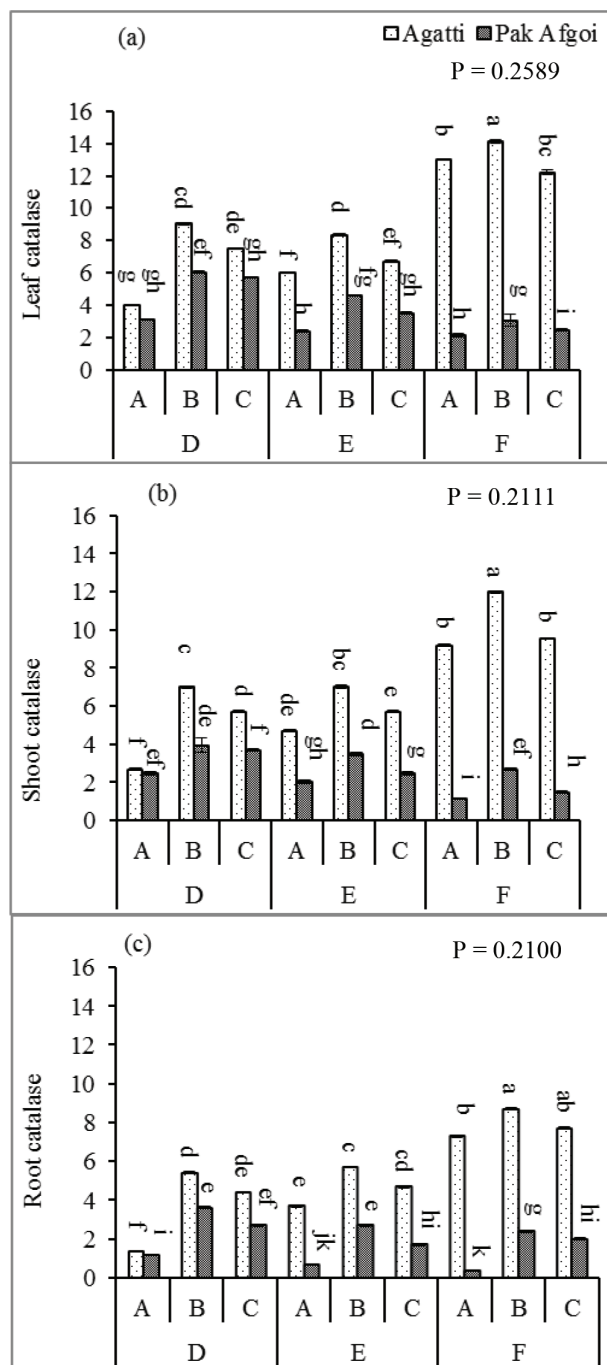 (a)
Agatti Pak Afgoi
P = 0.2589
Leaf catalase
16
14
12
10
8
6
4
2
0
g gh cd ef de gh f h d fg ef gh b h a g bc i
A B C A B C A B C
D E F
(b)
P = 0.2111
Shoot catalase
16
14
12
10
8
6
4
2
0
f ef c de d f de gh bc d e g b i a ef b h
A B C A B C A B C
D E F
(c)
P = 0.2100
Root catalase
16
14
12
10
8
6
4
2
0
f i d e de ef e jk c e cd hi b k a g ab hi
A B C A B C A B C
D E F